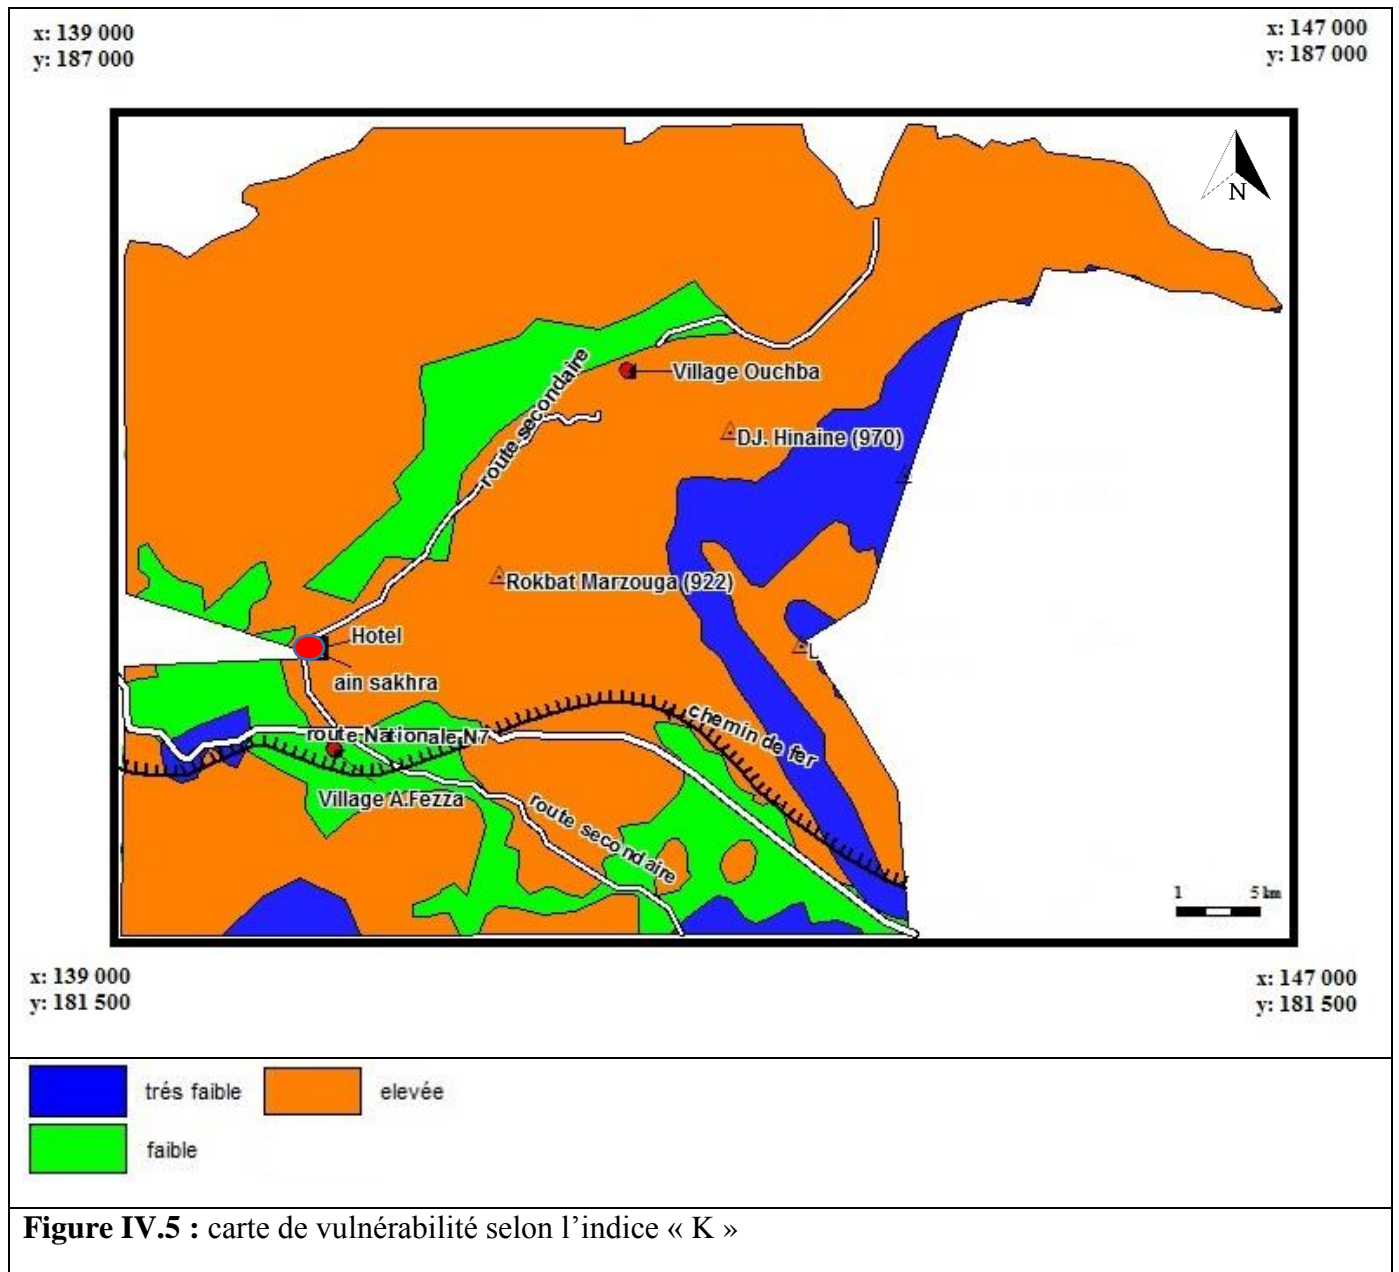 x: 139 000
y: 187 000
x: 147 000
y: 187 000
N
route secondaire
Village Ouchba
DJ. Hinaine (970)
Rokbat Marzouga (922)
Hotel
ain sakhra
L
chemin de fer
route Nationale N7
Village A.Fezza
route secondaire
1 5 km
x: 139 000
y: 181 500
x: 147 000
y: 181 500
trés faible
elevée
faible
Figure IV.5 : carte de vulnérabilité selon l’indice « K »